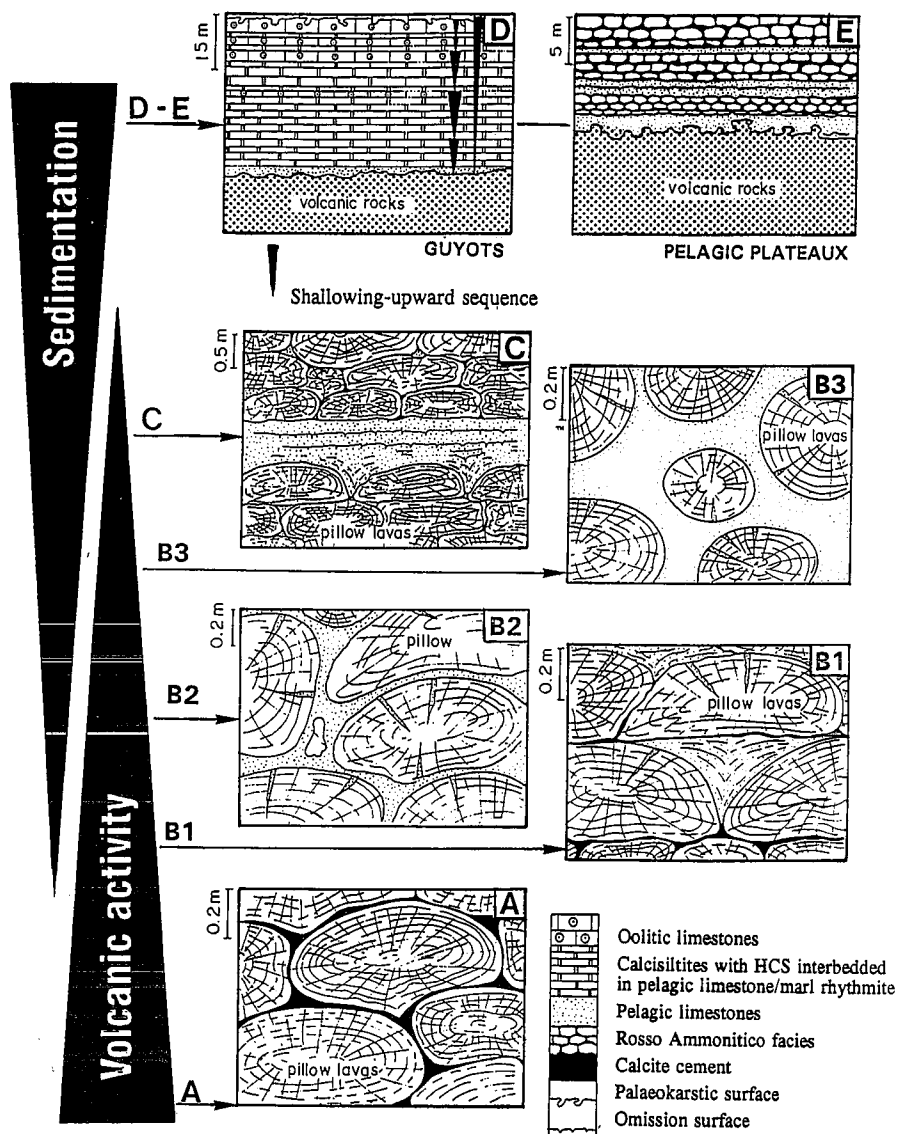 D
15 m
volcanic rocks
GUYOTS
E
5 m
volcanic rocks
PELAGIC PLATEAUX
D - E
Sedimentation
Shallowing-upward sequence
C
0.5 m
pillow lavas
C
B3
0.2 m
pillow lavas
B3
B2
0.2 m
pillow
B2
B1
0.2 m
pillow lavas
B1
Volcanic activity
A
0.2 m
pillow lavas
A
Oolitic limestones
Calcisiltites with HCS interbedded
in pelagic limestone/marl rhythmite
Pelagic limestones
Rosso Ammonitico facies
Calcite cement
Palaeokarstic surface
Omission surface